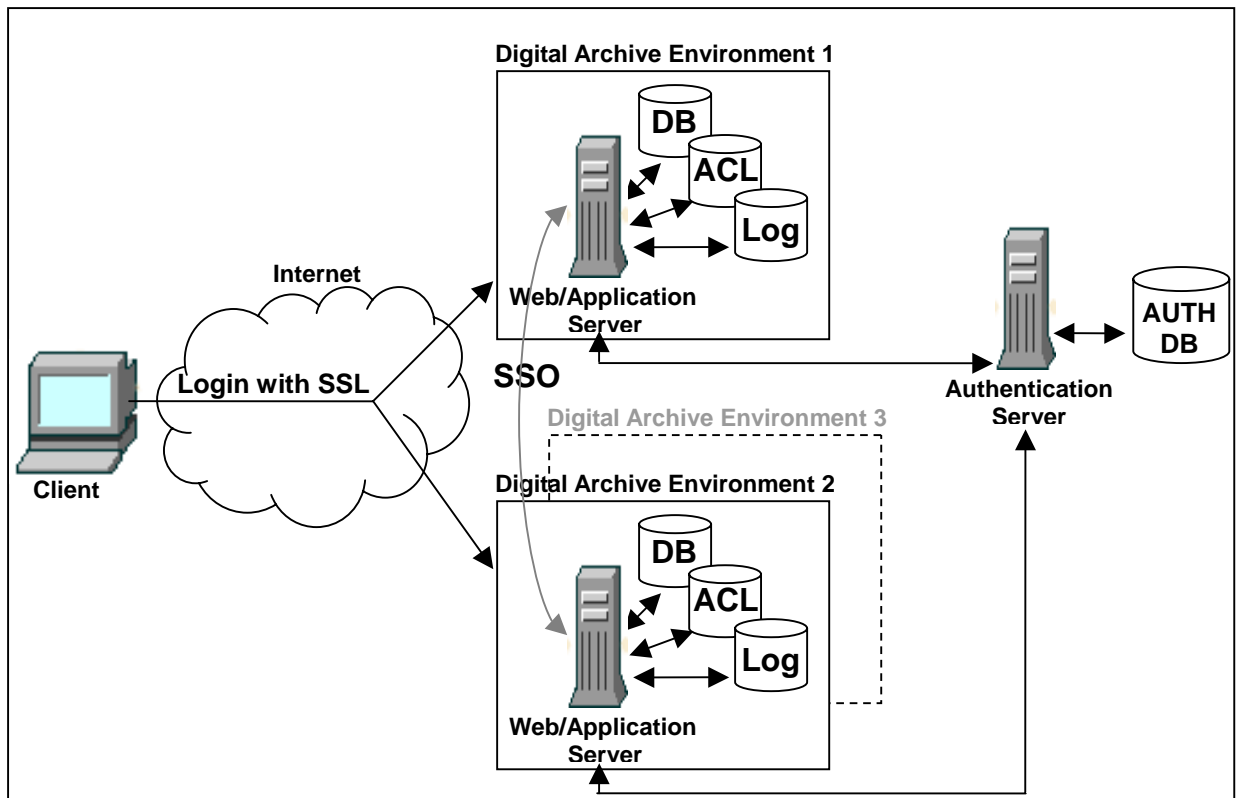 Digital Archive Environment 1
DB
ACL
Log
Web/Application
Server
Internet
Login with SSL
Client
SSO
AUTH
DB
Authentication
Server
Digital Archive Environment 3
Digital Archive Environment 2
DB
ACL
Log
Web/Application
Server